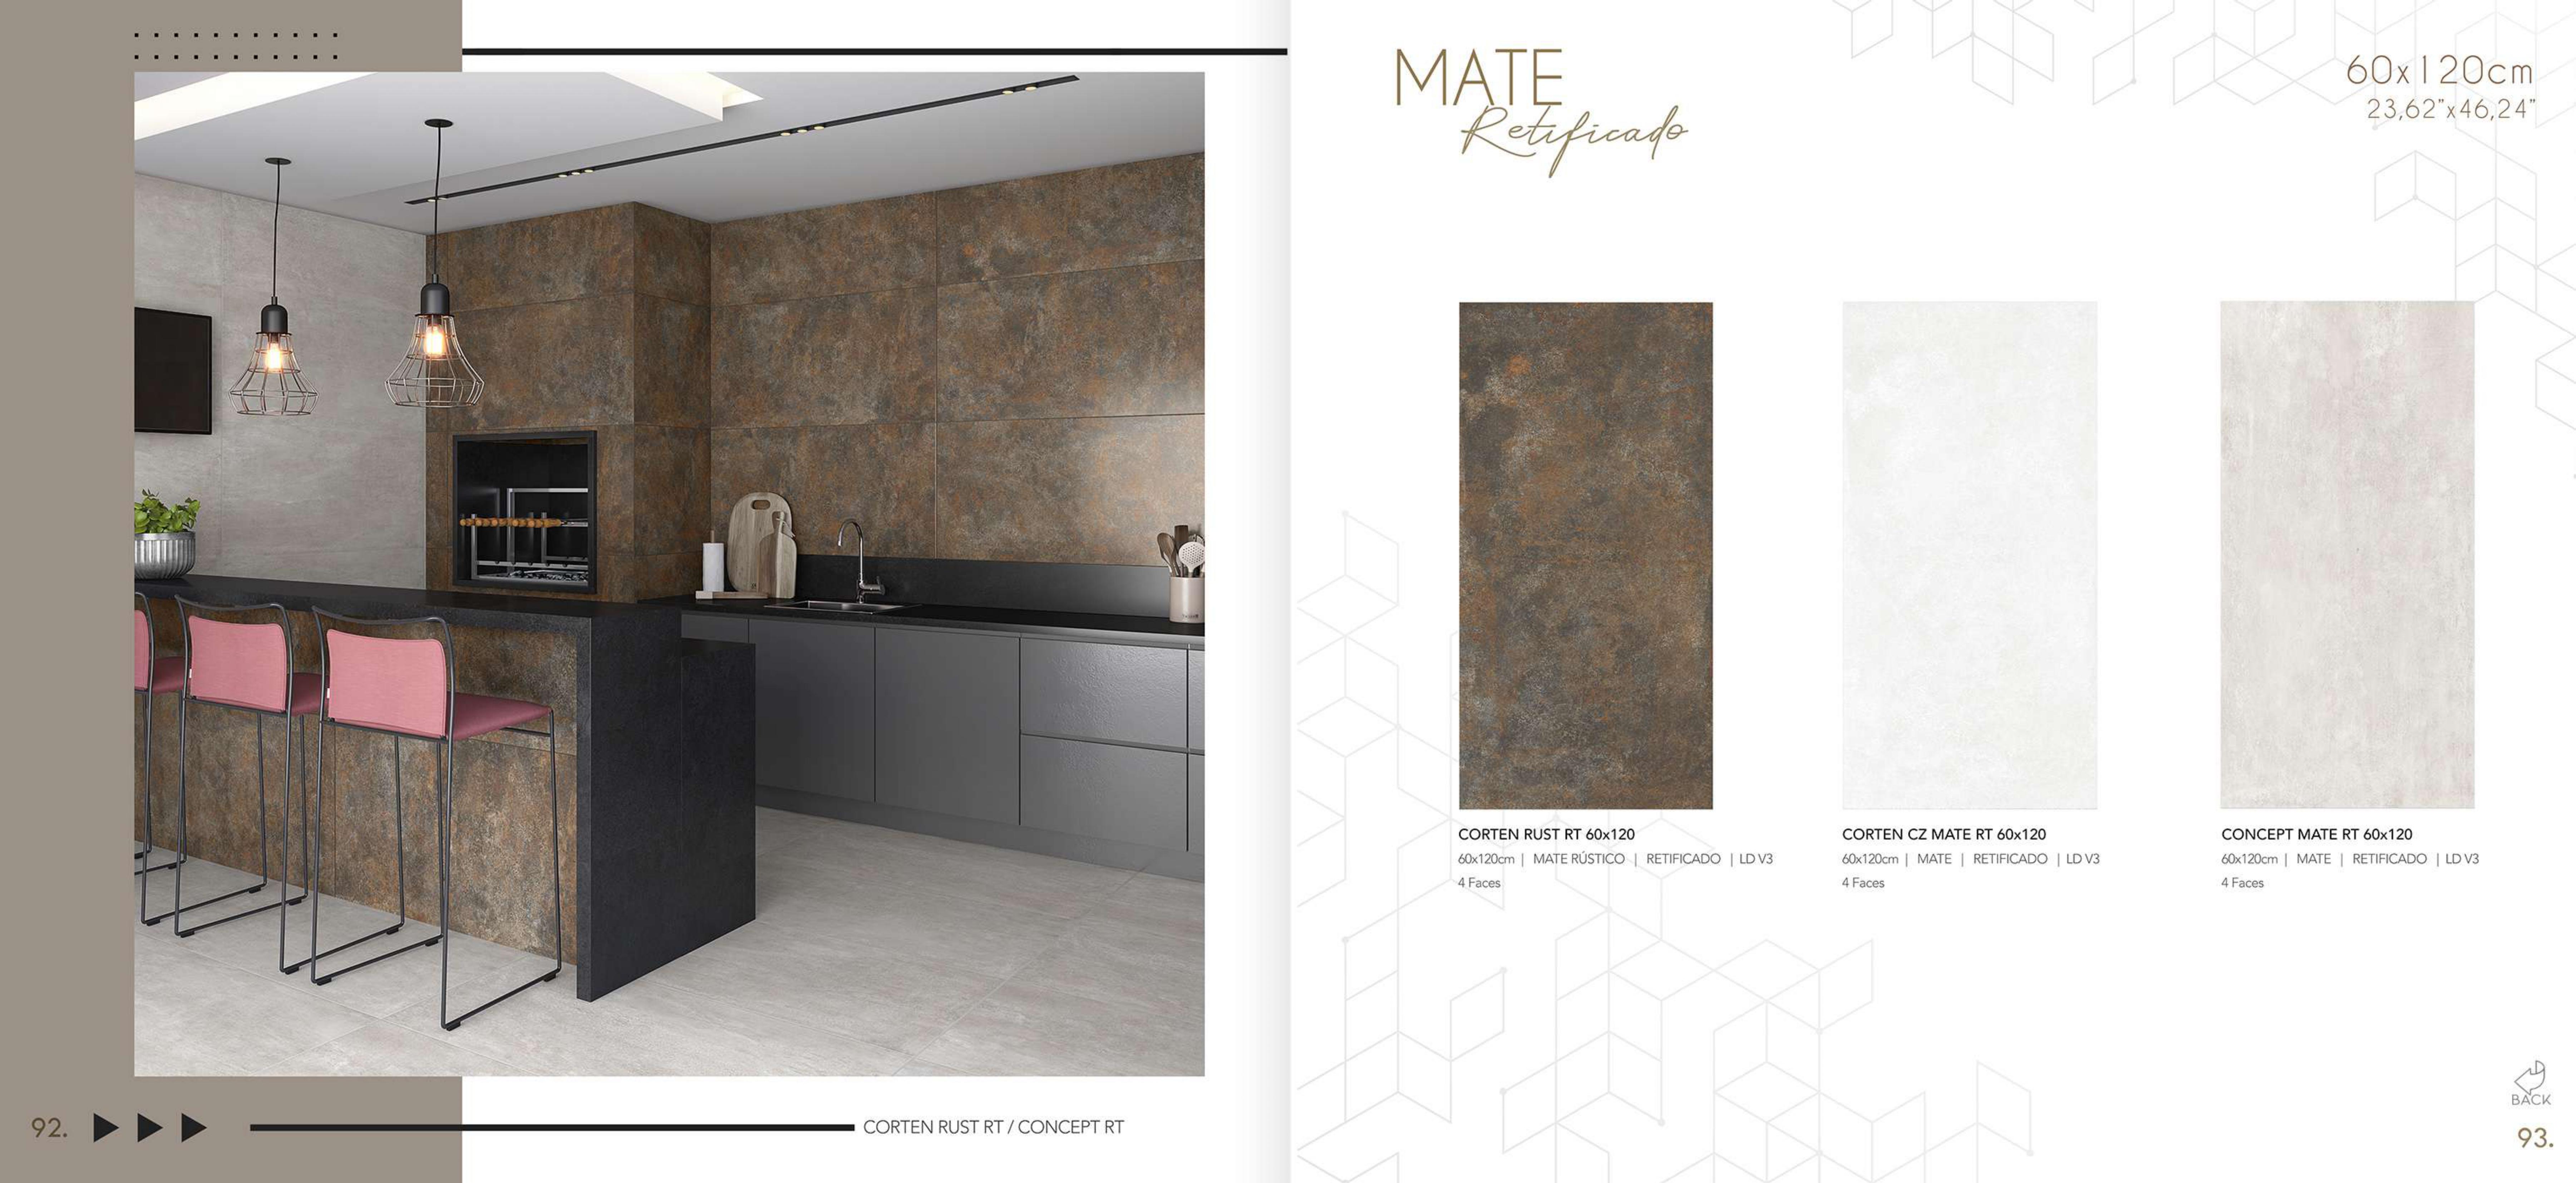 92.
CORTEN RUST RT / CONCEPT RT
MATE
Retificado
60x120cm
23,62”x46,24”
CORTEN RUST RT 60x120
60x120cm | MATE RÚSTICO | RETIFICADO | LD V3
4 Faces
CORTEN CZ MATE RT 60x120
60x120cm | MATE | RETIFICADO | LD V3
4 Faces
CONCEPT MATE RT 60x120
60x120cm | MATE | RETIFICADO | LD V3
4 Faces
BACK
93.